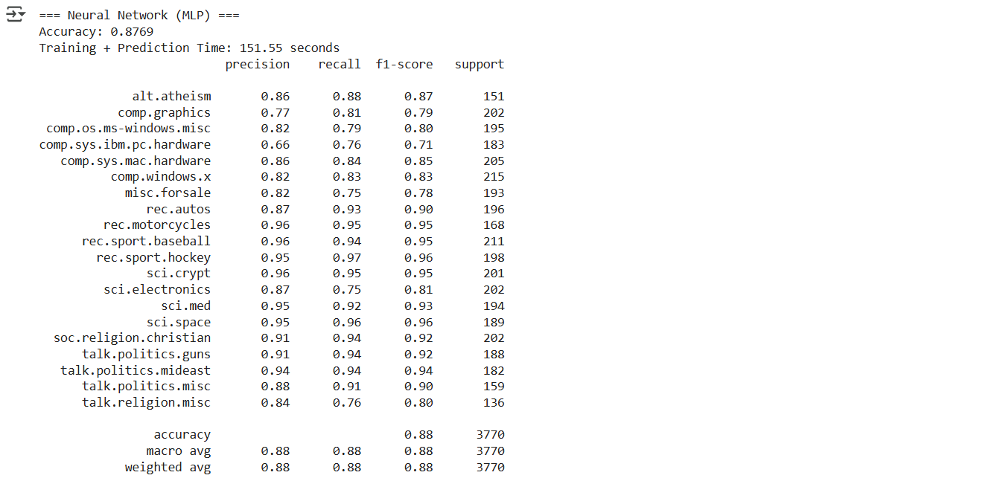 === Neural Network (MLP) ===
Accuracy: 0.8769
Training + Prediction Time: 151.55 seconds
precision recall f1-score support
alt.atheism 0.86 0.88 0.87 151
comp.graphics 0.77 0.81 0.79 202
comp.os.ms-windows.misc 0.82 0.79 0.80 195
comp.sys.ibm.pc.hardware 0.66 0.76 0.71 183
comp.sys.mac.hardware 0.86 0.84 0.85 205
comp.windows.x 0.82 0.83 0.83 215
misc.forsale 0.82 0.75 0.78 193
rec.autos 0.87 0.93 0.90 196
rec.motorcycles 0.96 0.95 0.95 168
rec.sport.baseball 0.96 0.94 0.95 211
rec.sport.hockey 0.95 0.97 0.96 198
sci.crypt 0.96 0.95 0.95 201
sci.electronics 0.87 0.75 0.81 202
sci.med 0.95 0.92 0.93 194
sci.space 0.95 0.96 0.96 189
soc.religion.christian 0.91 0.94 0.92 202
talk.politics.guns 0.91 0.94 0.92 188
talk.politics.mideast 0.94 0.94 0.94 182
talk.politics.misc 0.88 0.91 0.90 159
talk.religion.misc 0.84 0.76 0.80 136
accuracy 0.88 3770
macro avg 0.88 0.88 0.88 3770
weighted avg 0.88 0.88 0.88 3770